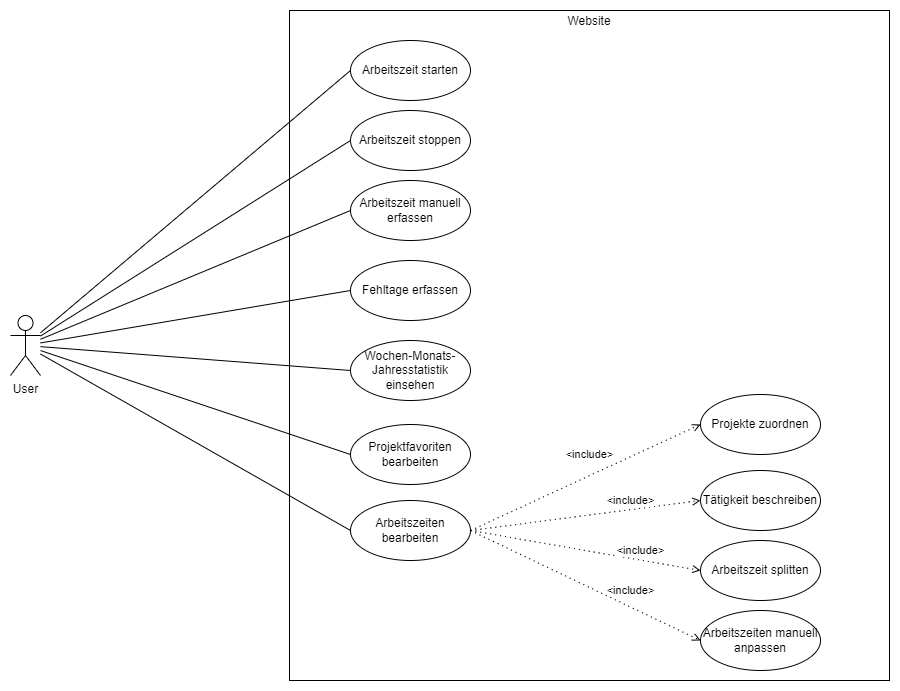 Website
Arbeitszeit starten
Arbeitszeit stoppen
Arbeitszeit manuell
erfassen
Fehltage erfassen
User
Wochen-Monats-
Jahresstatistik
einsehen
Projektfavoriten
bearbeiten
Arbeitszeiten
bearbeiten
<include>
Projekte zuordnen
<include>
Tätigkeit beschreiben
<include>
Arbeitszeit splitten
<include>
Arbeitszeiten manuell
anpassen